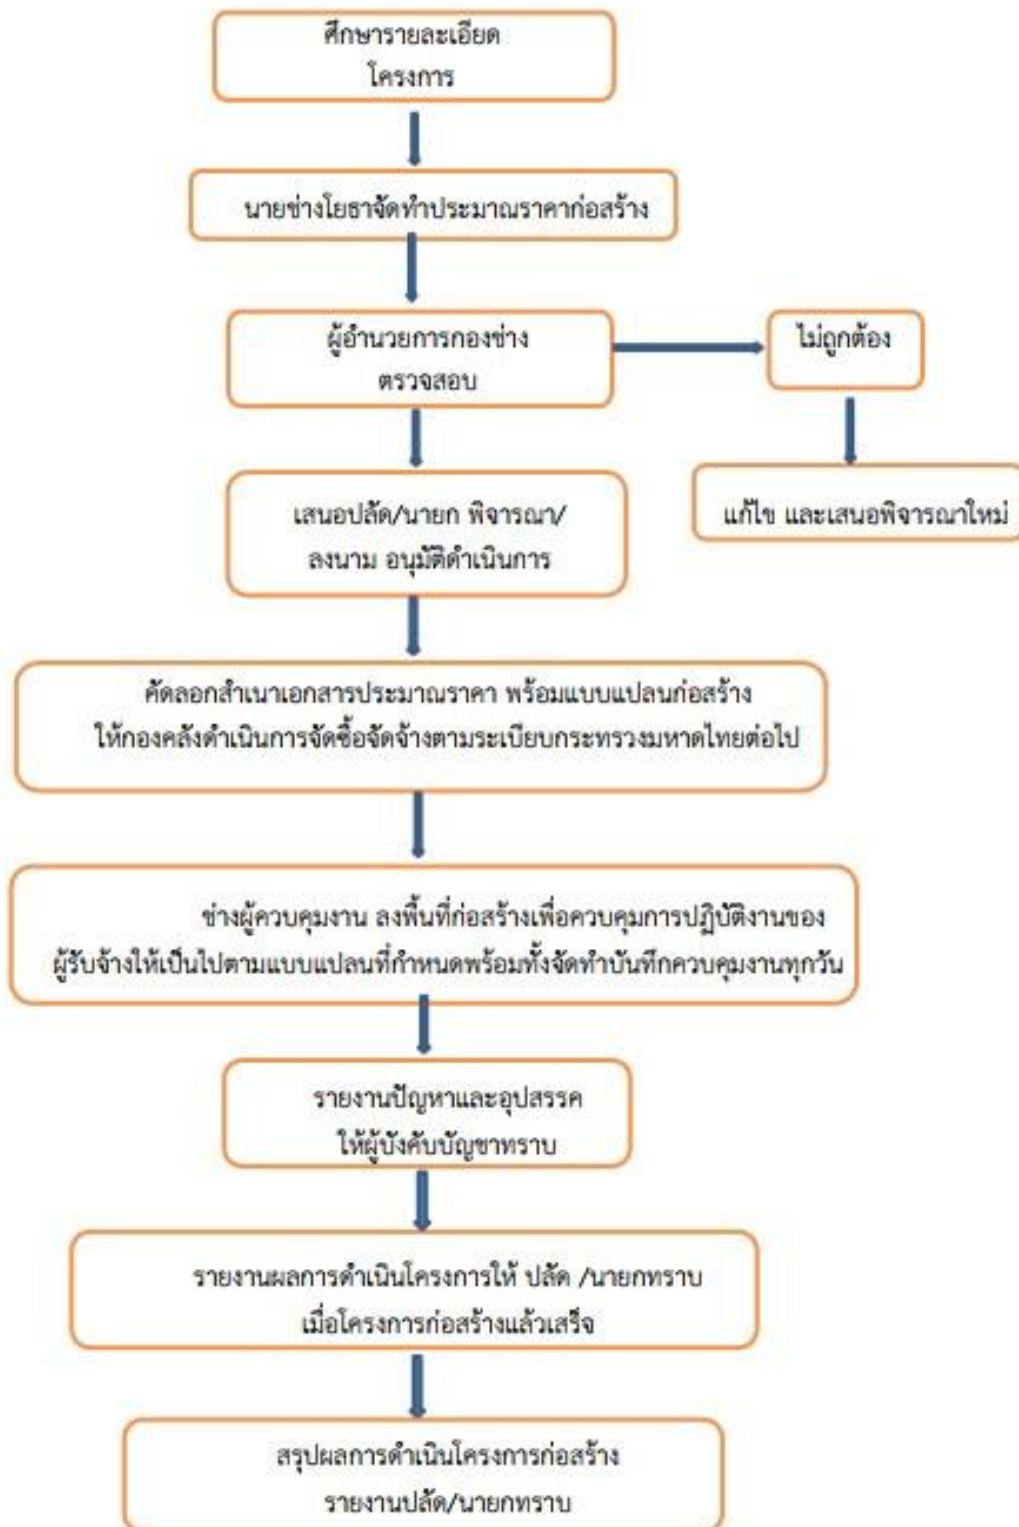 ศึกษารายละเอียด
โครงการ
นายช่างโยธาจัดทำประมาณราคาก่อสร้าง
ผู้อำนวยการกองช่าง
ตรวจสอบ
ไม่ถูกต้อง
เสนอปลัด/นายก พิจารณา/
ลงนาม อนุมัติดำเนินการ
แก้ไข และเสนอพิจารณาใหม่
คัดลอกสำเนาเอกสารประมาณราคา พร้อมแบบแปลนก่อสร้าง
ให้กองคลังดำเนินการจัดซื้อจัดจ้างตามระเบียบกระทรวงมหาดไทยต่อไป
ช่างผู้ควบคุมงาน ลงพื้นที่ก่อสร้างเพื่อควบคุมการปฏิบัติงานของ
ผู้รับจ้างให้เป็นไปตามแบบแปลนที่กำหนดพร้อมทั้งจัดทำบันทึกควบคุมงานทุกวัน
รายงานปัญหาและอุปสรรค
ให้ผู้บังคับบัญชาทราบ
รายงานผลการดำเนินโครงการให้ ปลัด /นายกทราบ
เมื่อโครงการก่อสร้างแล้วเสร็จ
สรุปผลการดำเนินโครงการก่อสร้าง
รายงานปลัด/นายกทราบ